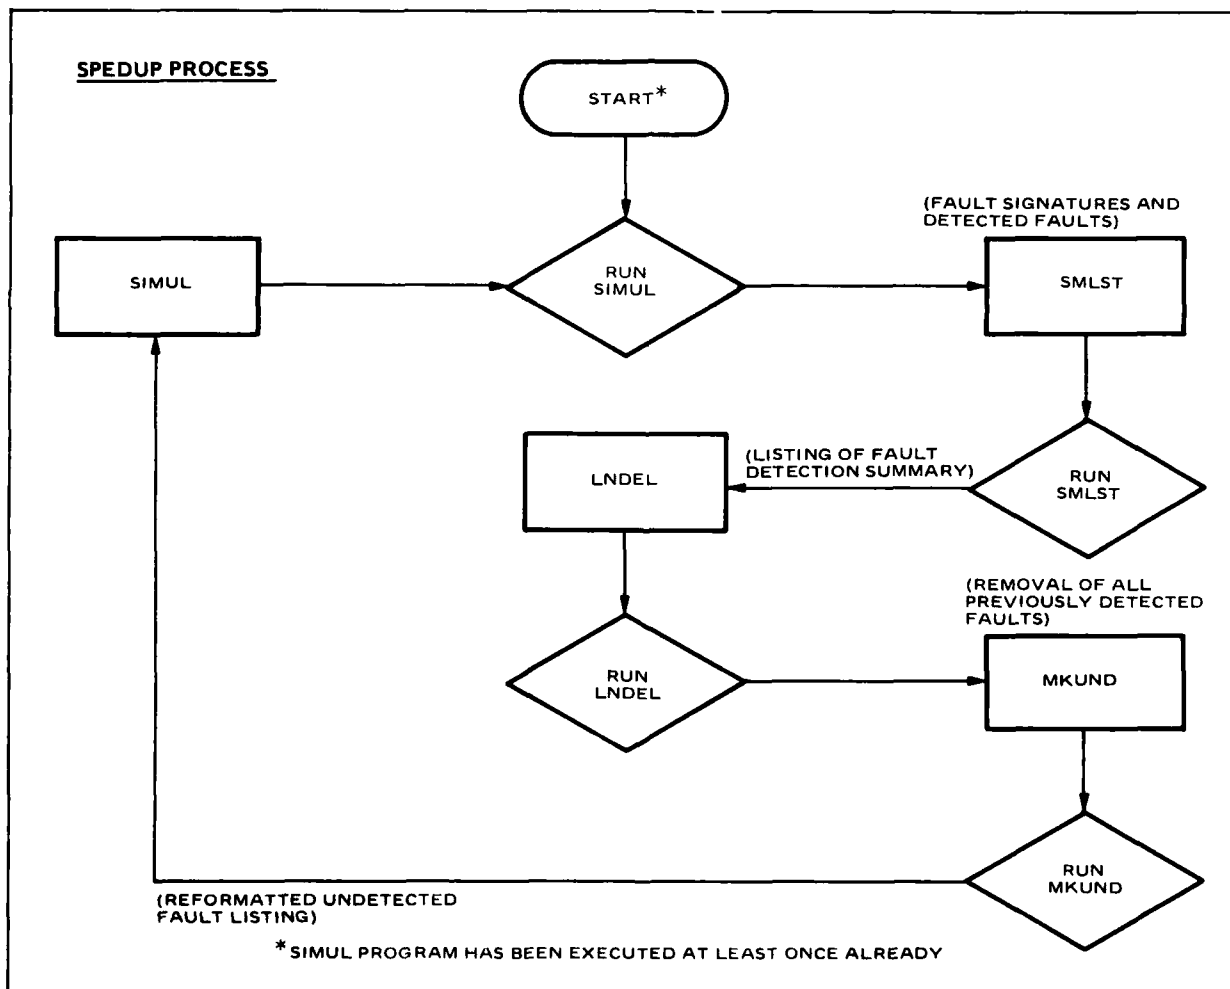 SPEDUP PROCESS
START*
(FAULT SIGNATURES AND
DETECTED FAULTS)
SIMUL
RUN
SIMUL
SMLST
(LISTING OF FAULT
DETECTION SUMMARY)
LNDEL
RUN
SMLST
(REMOVAL OF ALL
PREVIOUSLY DETECTED
FAULTS)
RUN
LNDEL
MKUND
RUN
MKUND
(REFORMATTED UNDETECTED
FAULT LISTING)
*SIMUL PROGRAM HAS BEEN EXECUTED AT LEAST ONCE ALREADY